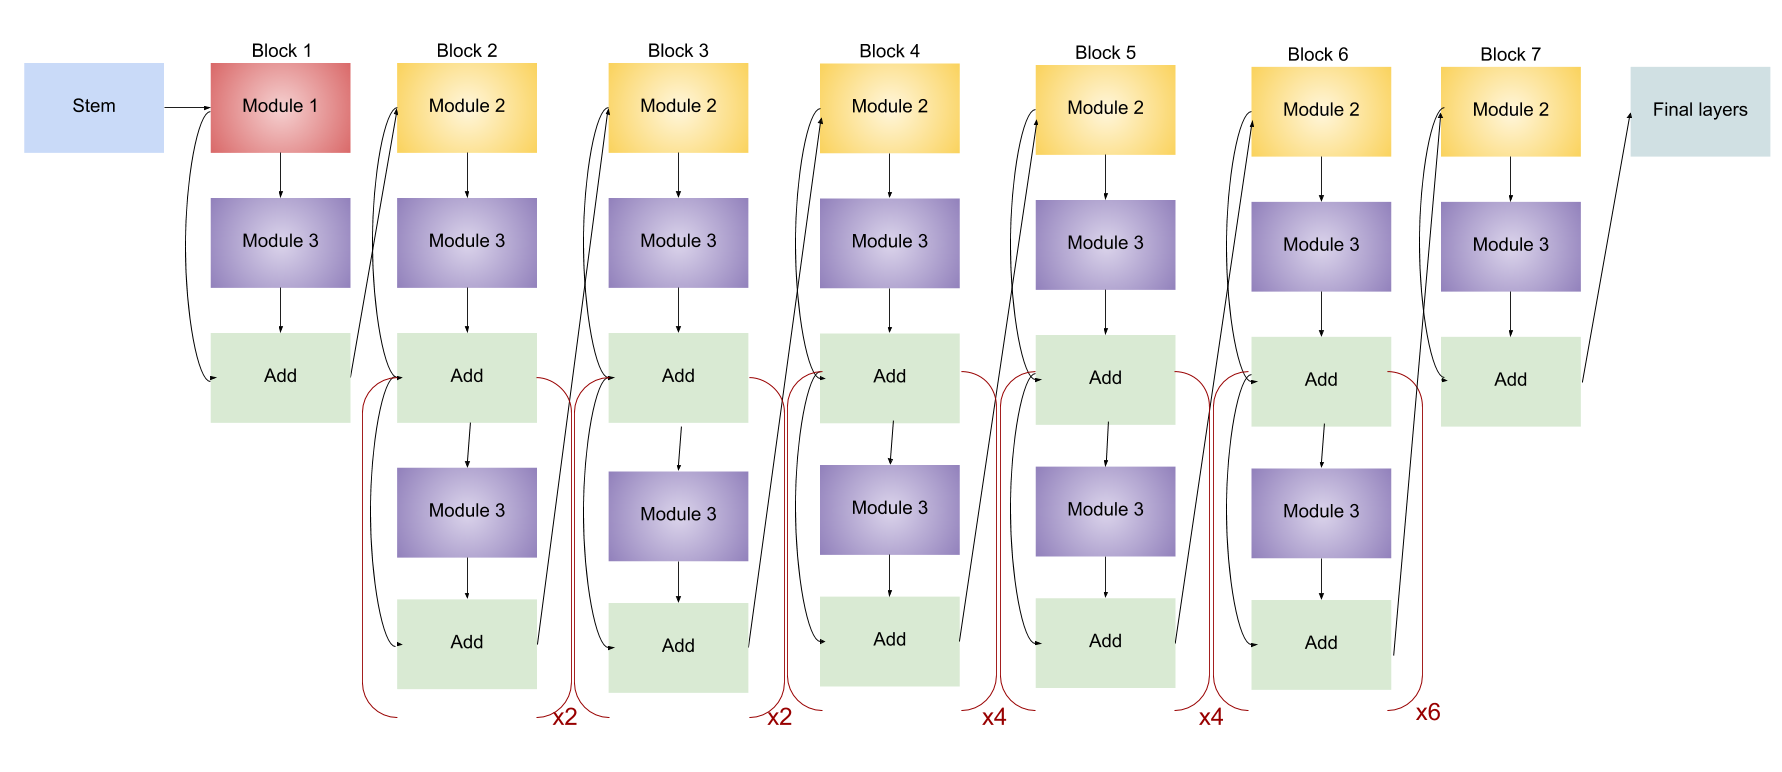 Block 1 Block 2 Block 3 Block 4 Block 5 Block 6 Block 7
Stem Module 1 Module 2 Module 2 Module 2 Module 2 Module 2 Module 2 Final layers
Module 3 Module 3 Module 3 Module 3 Module 3 Module 3 Module 3
Add Add Add Add Add Add Add
Module 3 Module 3 Module 3 Module 3 Module 3
Add Add Add Add Add
x2 x2 x4 x4 x6